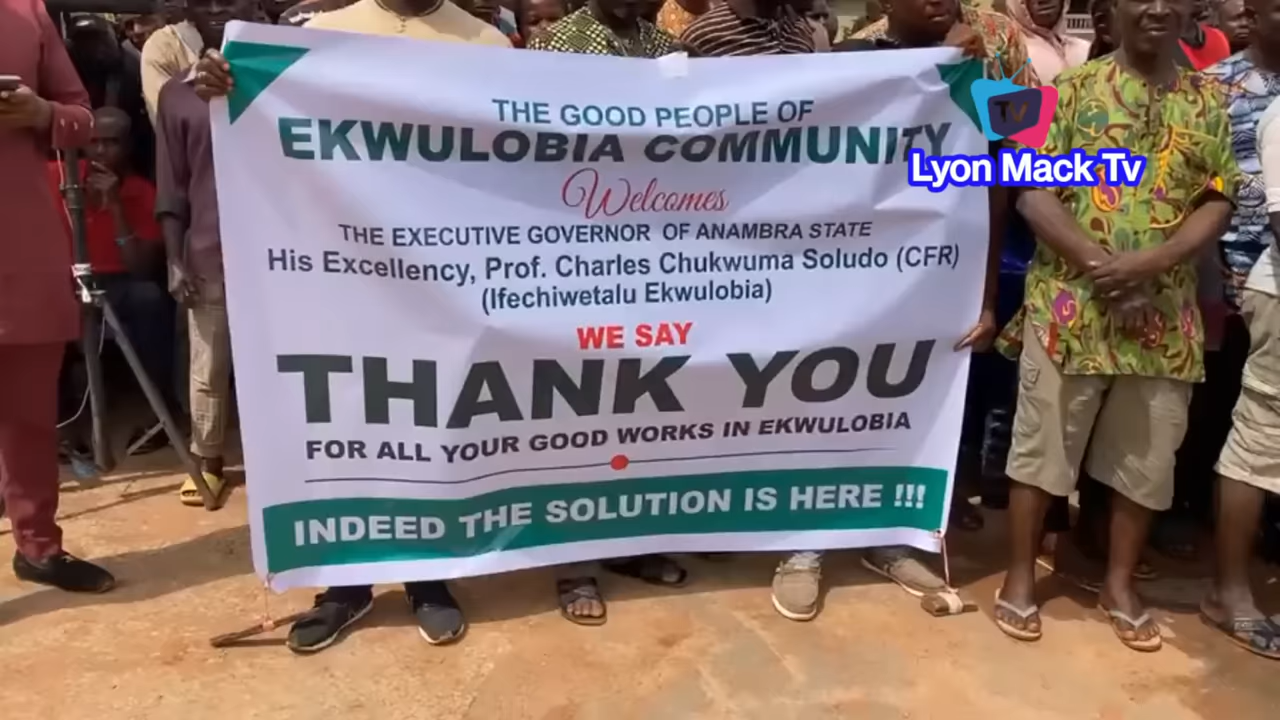 THE GOOD PEOPLE OF
EKWULOBIA COMMUNITY
Welcomes
THE EXECUTIVE GOVERNOR OF ANAMBRA STATE
His Excellency, Prof. Charles Chukwuma Soludo (CFR)
(Ifechiwetalu Ekwulobia)
WE SAY
THANK YOU
FOR ALL YOUR GOOD WORKS IN EKWULOBIA
INDEED THE SOLUTION IS HERE !!!
TV
Lyon Mack Tv